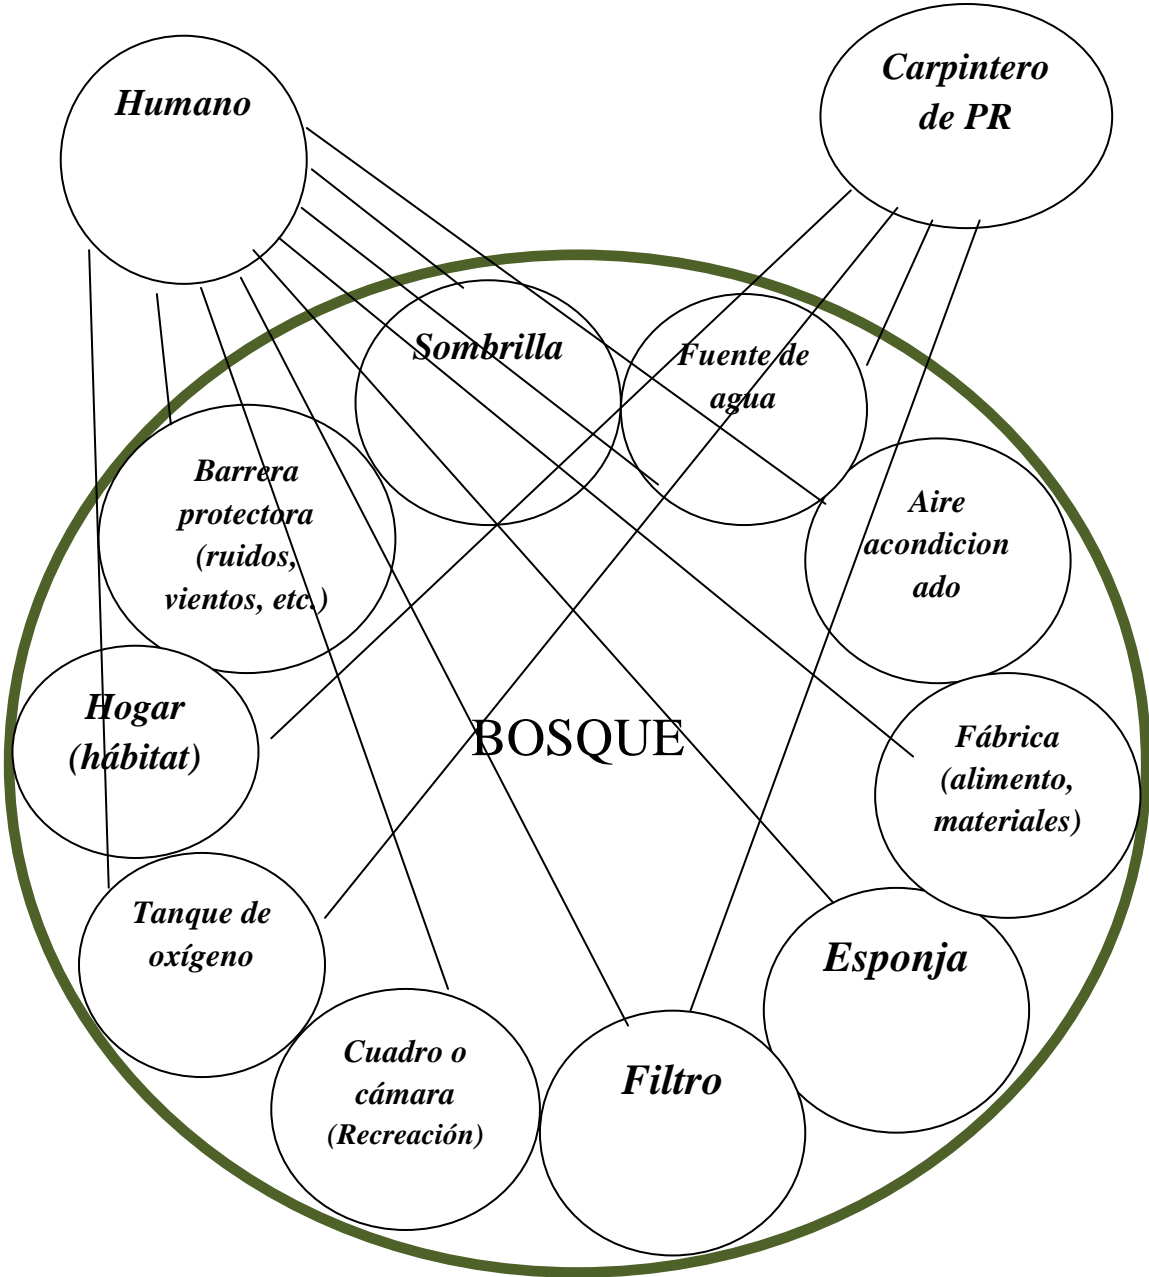 Humano
Carpintero
de PR
Sombrilla
Fuente de
agua
Barrera
protectora
(ruidos,
vientos, etc.)
Aire
acondicion
ado
Hogar
(hábitat)
BOSQUE
Fábrica
(alimento,
materiales)
Tanque de
oxígeno
Esponja
Cuadro o
cámara
(Recreación)
Filtro